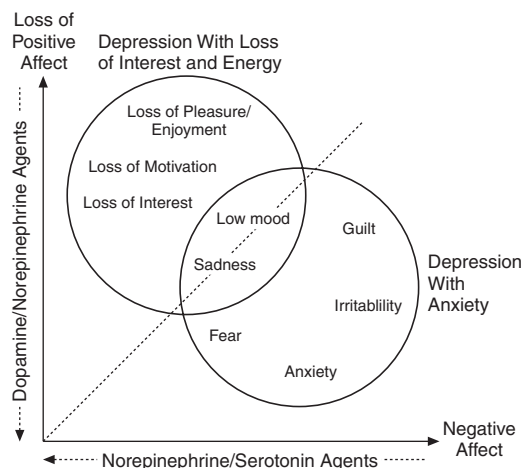 Loss of
Positive
Affect
Depression With Loss
of Interest and Energy
Loss of Pleasure/
Enjoyment
Loss of Motivation
Loss of Interest
Low mood
Sadness
Guilt
Irritablility
Fear
Anxiety
Depression
With
Anxiety
Dopamine/Norepinephrine Agents
Negative
Affect
Norepinephrine/Serotonin Agents